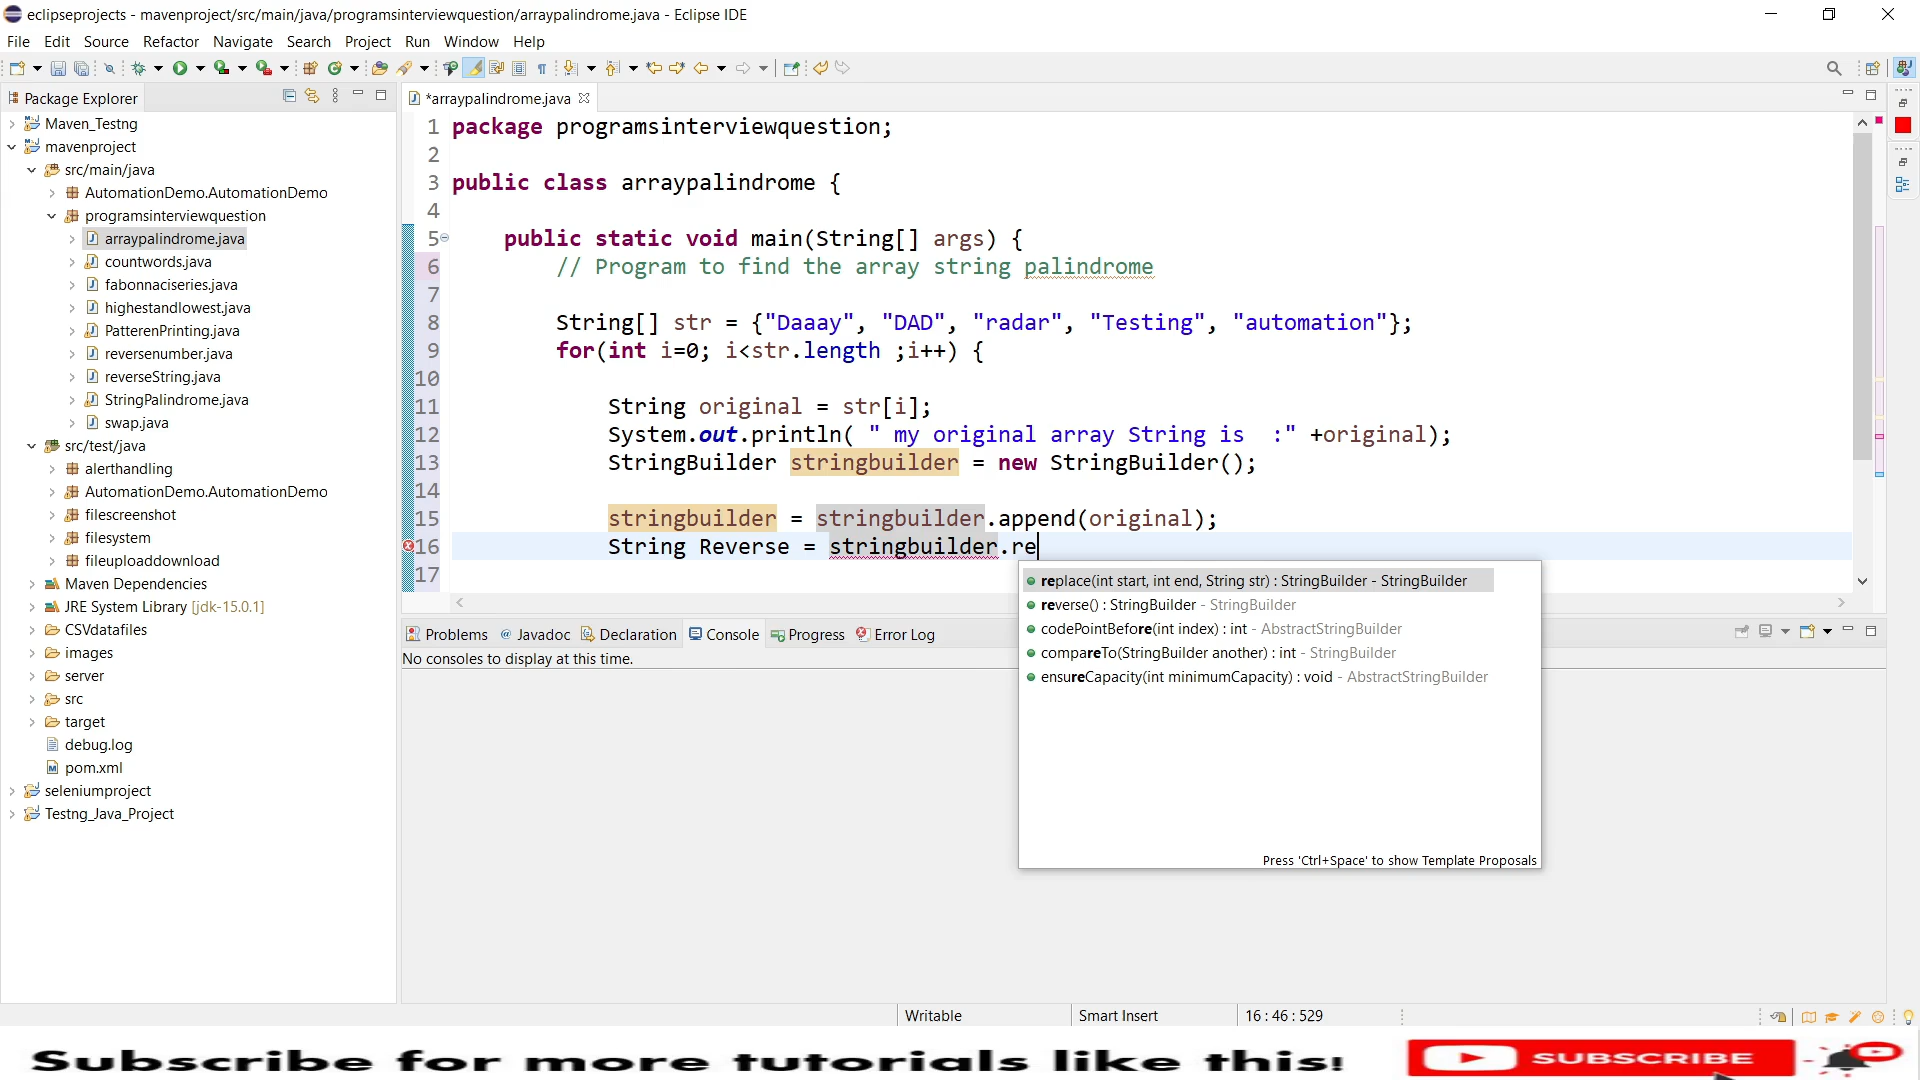 eclipseprojects - mavenproject/src/main/java/programsinterviewquestion/arraypalindrome.java - Eclipse IDE
File Edit Source Refactor Navigate Search Project Run Window Help
Package Explorer
Maven_Testng
mavenproject
src/main/java
AutomationDemo.AutomationDemo
programsinterviewquestion
arraypalindrome.java
countwords.java
fabonnaciseries.java
highestandlowest.java
PatterenPrinting.java
reversenumber.java
reverseString.java
StringPalindrome.java
swap.java
src/test/java
alerthandling
AutomationDemo.AutomationDemo
filescreenshot
filesystem
fileuploaddownload
Maven Dependencies
JRE System Library [jdk-15.0.1]
CSVdatafiles
images
server
src
target
debug.log
pom.xml
seleniumproject
Testng_Java_Project
*arraypalindrome.java
1 package programsinterviewquestion;
2
3 public class arraypalindrome {
4
5 public static void main(String[] args) {
6 // Program to find the array string palindrome
7
8 String[] str = {"Daaay", "DAD", "radar", "Testing", "automation"};
9 for(int i=0; i<str.length ;i++) {
10
11 String original = str[i];
12 System.out.println( " my original array String is  :" +original);
13 StringBuilder stringbuilder = new StringBuilder();
14
15 stringbuilder = stringbuilder.append(original);
16 String Reverse = stringbuilder.re
17
replace(int start, int end, String str) : StringBuilder - StringBuilder
reverse() : StringBuilder - StringBuilder
codePointBefore(int index) : int - AbstractStringBuilder
compareTo(StringBuilder another) : int - StringBuilder
ensureCapacity(int minimumCapacity) : void - AbstractStringBuilder
Press 'Ctrl+Space' to show Template Proposals
Problems @ Javadoc Declaration Console Progress Error Log
No consoles to display at this time.
Writable Smart Insert 16 : 46 : 529
Subscribe for more tutorials like this! SUBSCRIBE